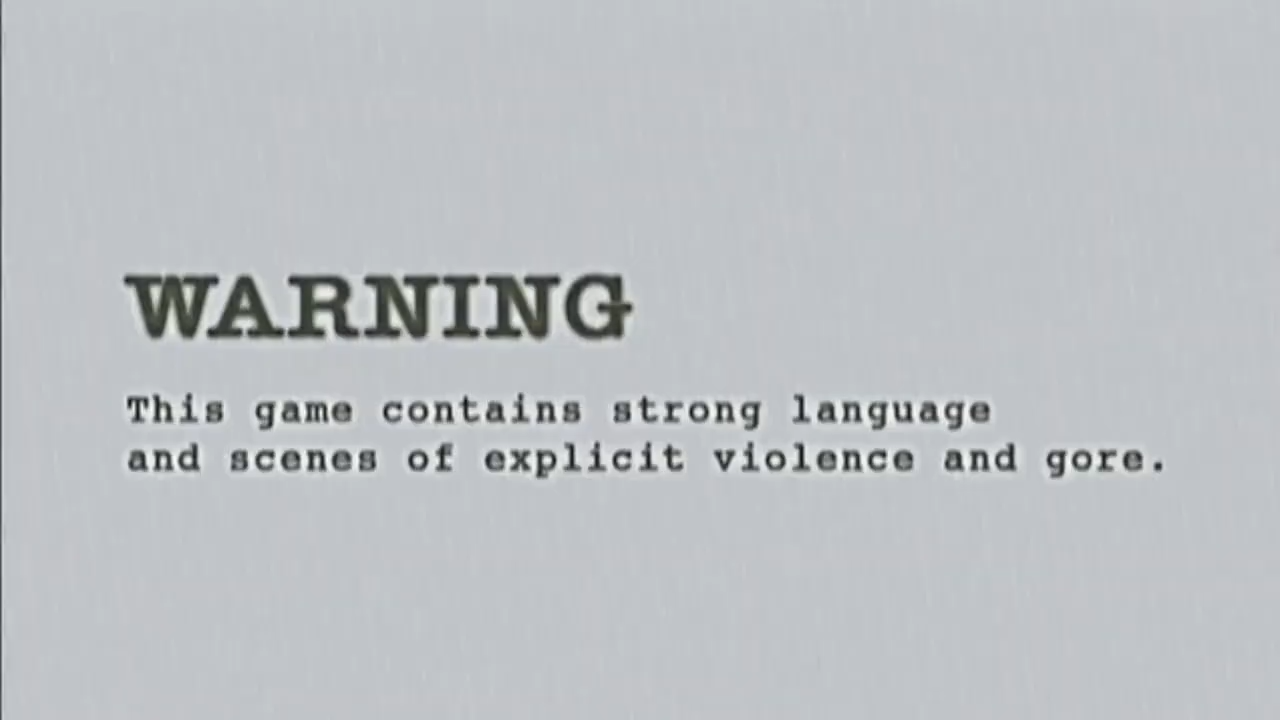 WARNING
This game contains strong language
and scenes of explicit violence and gore.